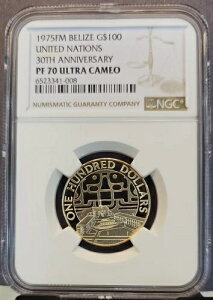 1975FM BELIZE G$100
UNITED NATIONS
30TH ANNIVERSARY
PF 70 ULTRA CAMEO
6523341-008
NUMISMATIC GUARANTY COMPANY
NGC
ONE HUNDRED DOLLARS